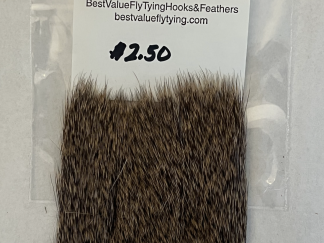 BestValueFlyTyingHooks&Feathers
bestvalueflytying.com
$2.50